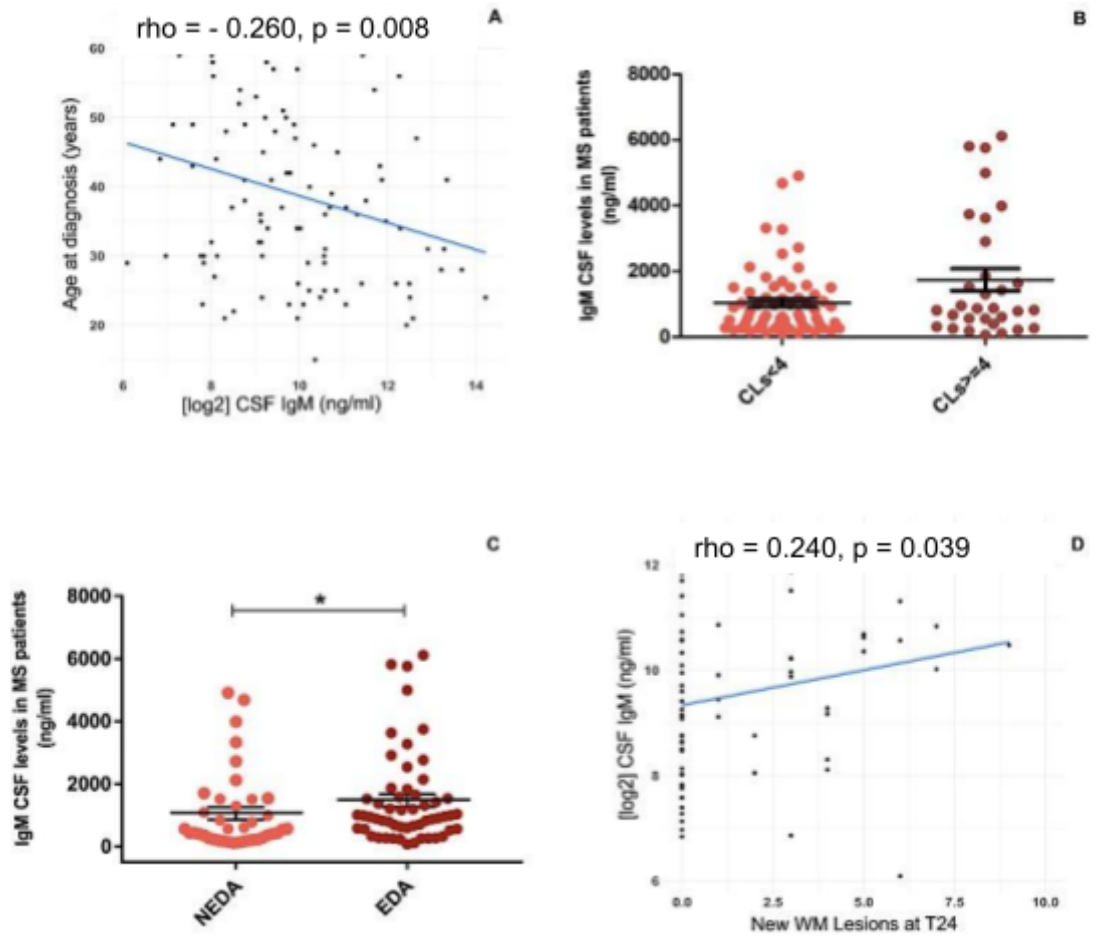 A
rho = - 0.260, p = 0.008
Age at diagnosis (years)
60
50
40
30
20
6 8 10 12 14
[log2] CSF IgM (ng/ml)
B
IgM CSF levels in MS patients
(ng/ml)
8000
6000
4000
2000
0
CLs<4
CLs>=4
C
IgM CSF levels in MS patients
(ng/ml)
8000
6000
4000
2000
0
*
NEDA
EDA
D
rho = 0.240, p = 0.039
[log2] CSF IgM (ng/ml)
12
10
8
6
0.0 2.5 5.0 7.5 10.0
New WM Lesions at T24